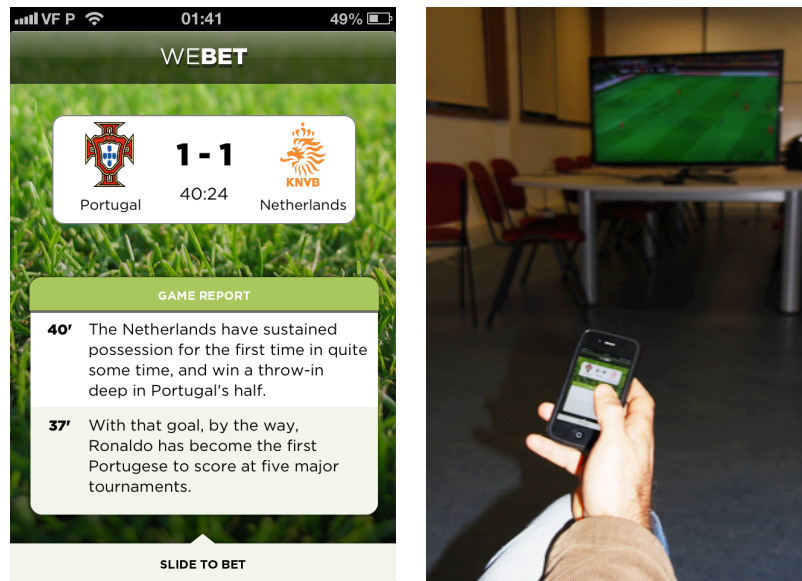 VF P 01:41 49%
WEBET
1 - 1
40:24
KNVB
Portugal Netherlands
GAME REPORT
40' The Netherlands have sustained
possession for the first time in quite
some time, and win a throw-in
deep in Portugal's half.
37' With that goal, by the way,
Ronaldo has become the first
Portugese to score at five major
tournaments.
SLIDE TO BET